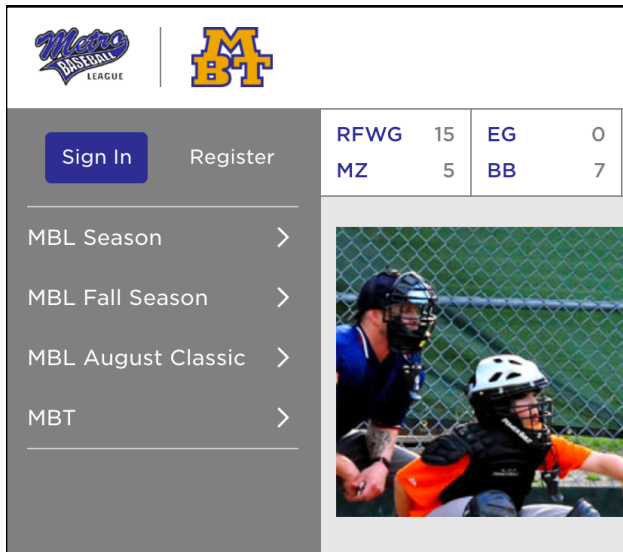 Metro
BASEBALL
LEAGUE
MBT
Sign In
Register
RFWG 15
MZ 5
EG 0
BB 7
MBL Season
MBL Fall Season
MBL August Classic
MBT